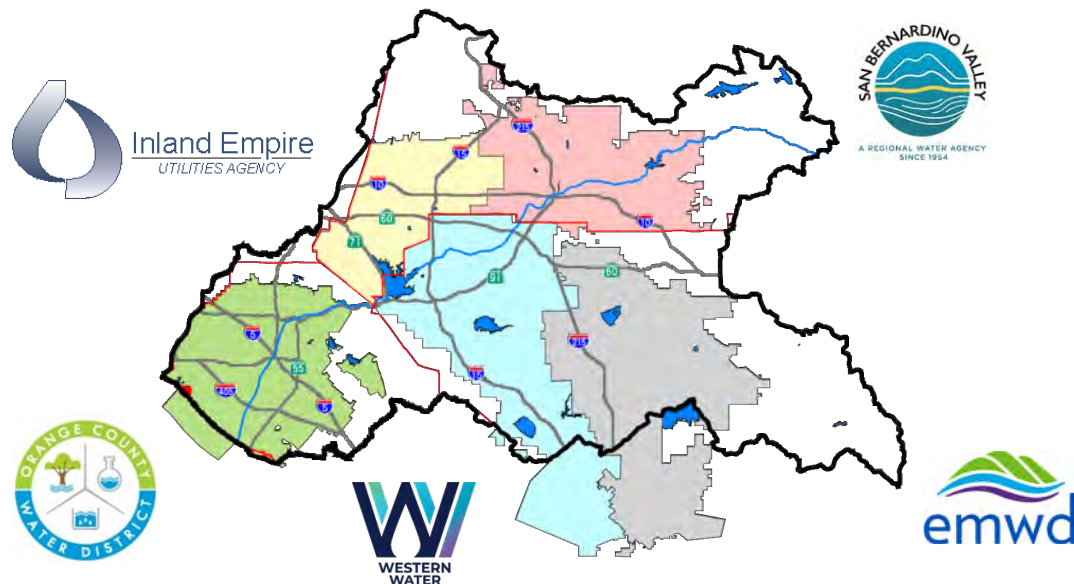 Inland Empire
UTILITIES AGENCY
SAN BERNARDINO VALLEY
A REGIONAL WATER AGENCY
SINCE 1954
215
15
10
60
71
10
91
60
5
55
405
5
15
215
ORANGE COUNTY
WATER DISTRICT
WESTERN
WATER
emwd